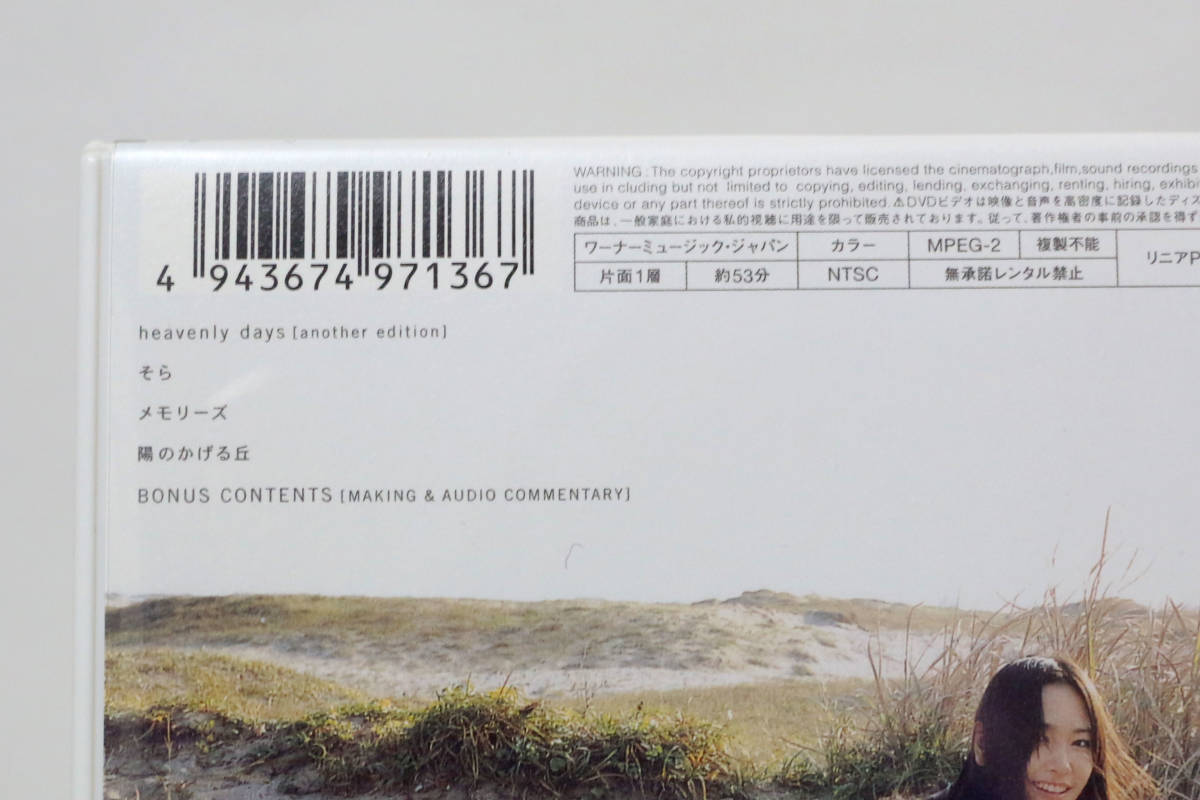 4 943674 971367
WARNING : The copyright proprietors have licensed the cinematograph,film,sound recordings
use in cluding but not limited to copying, editing, lending, exchanging, renting, hiring, exhibi
device or any part thereof is strictly prohibited.⚠DVDビデオは映像と音声を高密度に記録したディス
商品は、一般家庭における私的視聴に用途を限って販売されております。従って、著作権者の事前の承認を得ず
ワーナーミュージック・ジャパン カラー MPEG-2 複製不能 リニアP
片面1層 約53分 NTSC 無承諾レンタル禁止
heavenly days [another edition]
そら
メモリーズ
陽のかげる丘
BONUS CONTENTS [MAKING & AUDIO COMMENTARY]